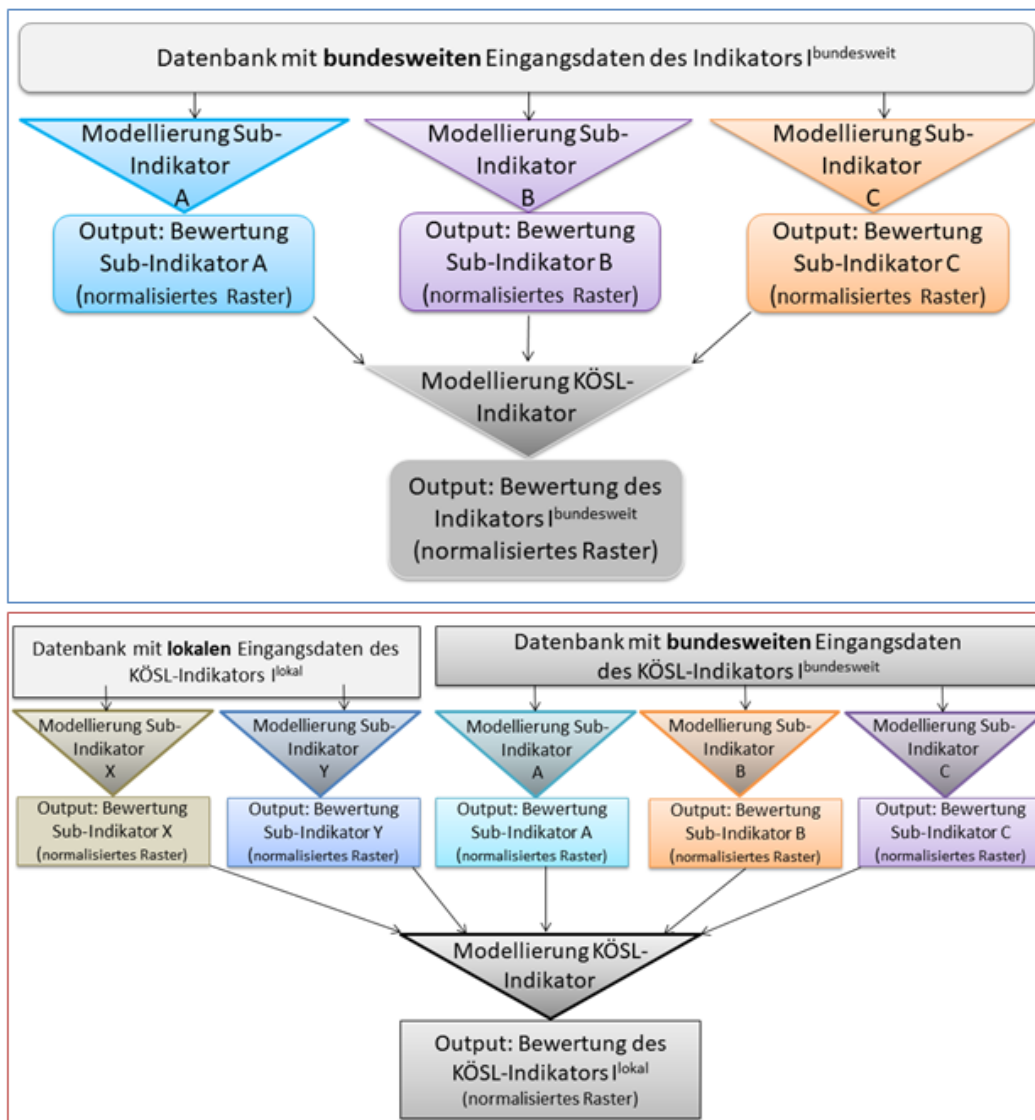 Datenbank mit bundesweiten Eingangsdaten des Indikators I^bundesweit
Modellierung Sub-
Indikator
A
Modellierung Sub-
Indikator
B
Modellierung Sub-
Indikator
C
Output: Bewertung
Sub-Indikator A
(normalisiertes Raster)
Output: Bewertung
Sub-Indikator B
(normalisiertes Raster)
Output: Bewertung
Sub-Indikator C
(normalisiertes Raster)
Modellierung KÖSL-
Indikator
Output: Bewertung des
Indikators I^bundesweit
(normalisiertes Raster)
Datenbank mit lokalen Eingangsdaten des
KÖSL-Indikators I^lokal
Datenbank mit bundesweiten Eingangsdaten
des KÖSL-Indikators I^bundesweit
Modellierung Sub-
Indikator
X
Modellierung Sub-
Indikator
Y
Modellierung Sub-
Indikator
A
Modellierung Sub-
Indikator
B
Modellierung Sub-
Indikator
C
Output: Bewertung
Sub-Indikator X
(normalisiertes Raster)
Output: Bewertung
Sub-Indikator Y
(normalisiertes Raster)
Output: Bewertung
Sub-Indikator A
(normalisiertes Raster)
Output: Bewertung
Sub-Indikator B
(normalisiertes Raster)
Output: Bewertung
Sub-Indikator C
(normalisiertes Raster)
Modellierung KÖSL-
Indikator
Output: Bewertung des
KÖSL-Indikators I^lokal
(normalisiertes Raster)